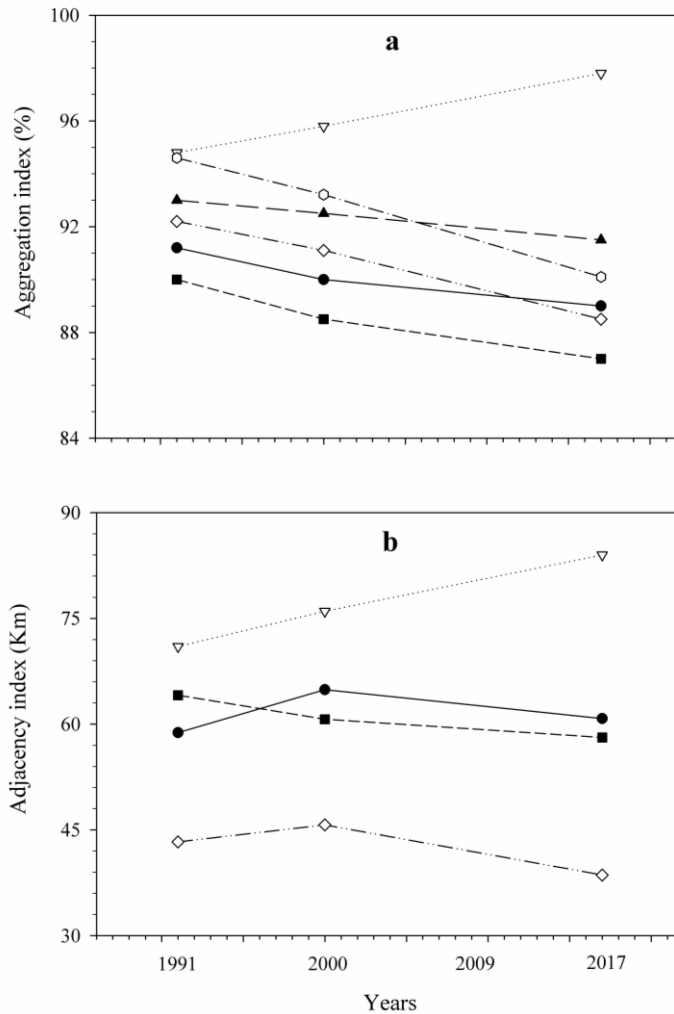 a
Aggregation index (%)
100
96
92
88
84
b
Adjacency index (Km)
90
75
60
45
30
1991 2000 2009 2017
Years